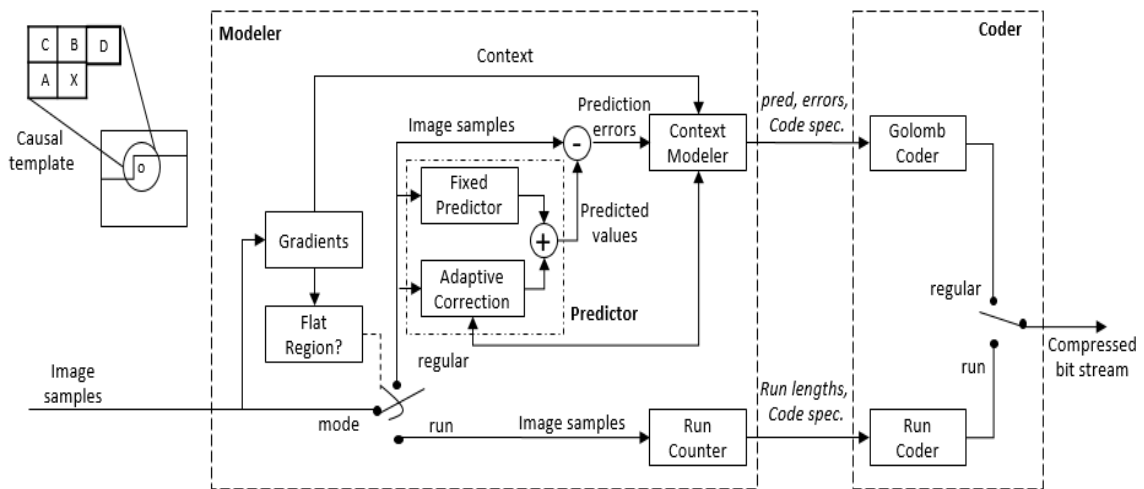 C B D
A X
Causal
template
Modeler
Context
Image samples
Prediction
errors
-
Context
Modeler
Fixed
Predictor
+
Predicted
values
Adaptive
Correction
Predictor
Gradients
Flat
Region?
regular
Image
samples
mode
run
Image samples
Run
Counter
pred, errors,
Code spec.
Run lengths,
Code spec.
Coder
Golomb
Coder
regular
run
Run
Coder
Compressed
bit stream
o